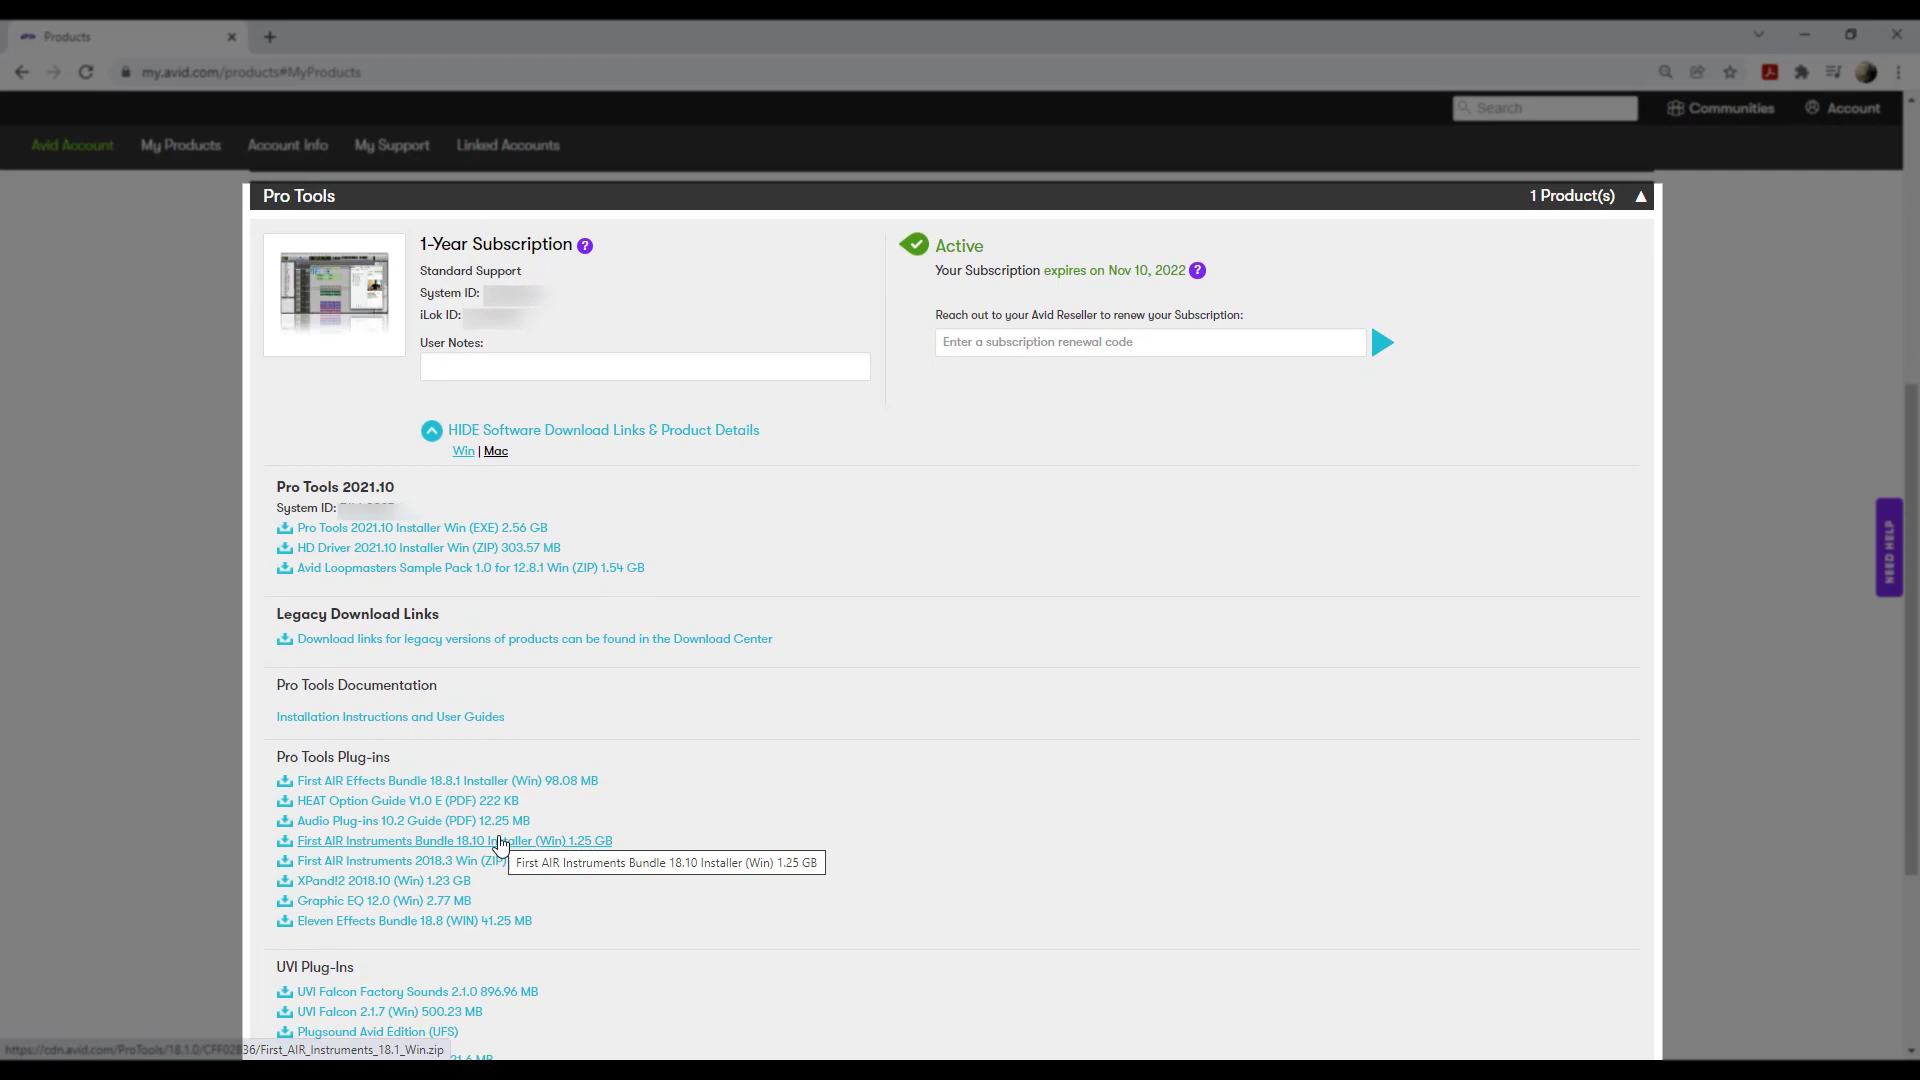 Products
my.avid.com/products#MyProducts
Search
Communities
Account
Avid Account
My Products
Account Info
My Support
Linked Accounts
Pro Tools
1 Product(s)
1-Year Subscription ?
Standard Support
System ID:
iLok ID:
User Notes:
Active
Your Subscription expires on Nov 10, 2022 ?
Reach out to your Avid Reseller to renew your Subscription:
Enter a subscription renewal code
HIDE Software Download Links & Product Details
Win | Mac
Pro Tools 2021.10
System ID:
Pro Tools 2021.10 Installer Win (EXE) 2.56 GB
HD Driver 2021.10 Installer Win (ZIP) 303.57 MB
Avid Loopmasters Sample Pack 1.0 for 12.8.1 Win (ZIP) 1.54 GB
Legacy Download Links
Download links for legacy versions of products can be found in the Download Center
Pro Tools Documentation
Installation Instructions and User Guides
Pro Tools Plug-ins
First AIR Effects Bundle 18.8.1 Installer (Win) 98.08 MB
HEAT Option Guide V1.0 E (PDF) 222 KB
Audio Plug-ins 10.2 Guide (PDF) 12.25 MB
First AIR Instruments Bundle 18.10 Installer (Win) 1.25 GB
First AIR Instruments 2018.3 Win (ZIP)
First AIR Instruments Bundle 18.10 Installer (Win) 1.25 GB
XPand!2 2018.10 (Win) 1.23 GB
Graphic EQ 12.0 (Win) 2.77 MB
Eleven Effects Bundle 18.8 (WIN) 41.25 MB
UVI Plug-Ins
UVI Falcon Factory Sounds 2.1.0 896.96 MB
UVI Falcon 2.1.7 (Win) 500.23 MB
Plugsound Avid Edition (UFS)
NEED HELP